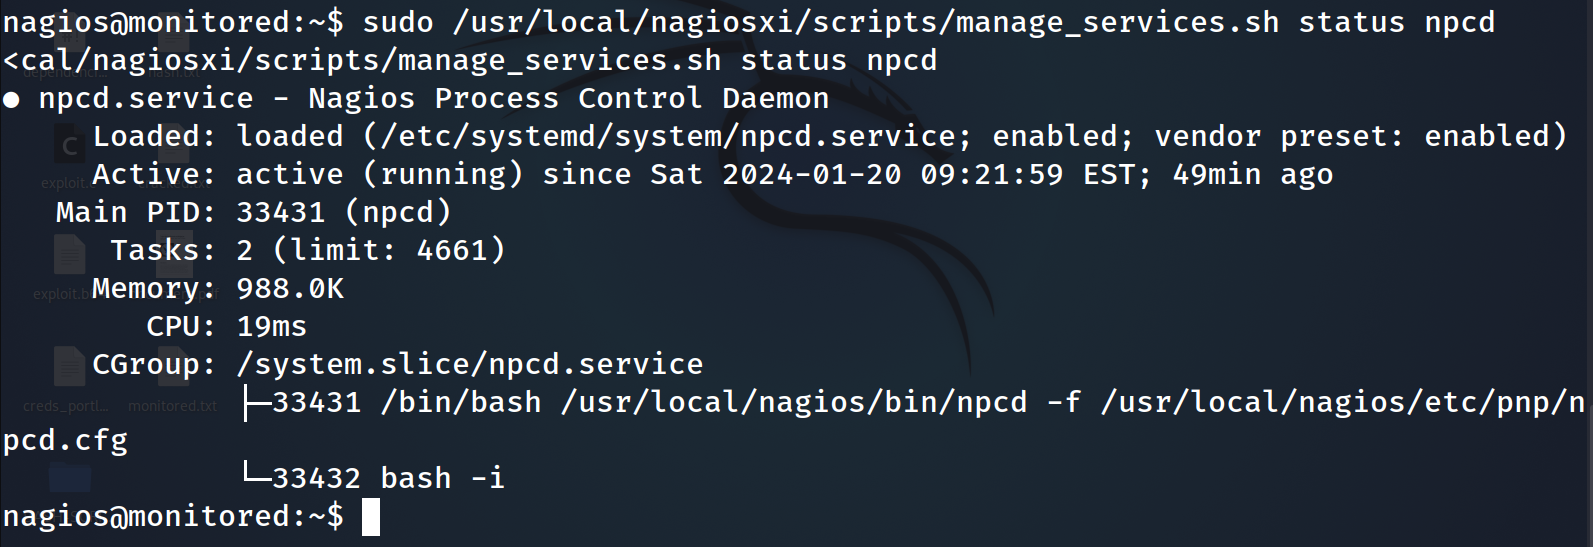 nagios@monitored:~$ sudo /usr/local/nagiosxi/scripts/manage_services.sh status npcd
<cal/nagiosxi/scripts/manage_services.sh status npcd
● npcd.service - Nagios Process Control Daemon
Loaded: loaded (/etc/systemd/system/npcd.service; enabled; vendor preset: enabled)
Active: active (running) since Sat 2024-01-20 09:21:59 EST; 49min ago
Main PID: 33431 (npcd)
Tasks: 2 (limit: 4661)
Memory: 988.0K
CPU: 19ms
CGroup: /system.slice/npcd.service
├─33431 /bin/bash /usr/local/nagios/bin/npcd -f /usr/local/nagios/etc/pnp/n
pcd.cfg
└─33432 bash -i
nagios@monitored:~$
creds_portl... monitored.txt